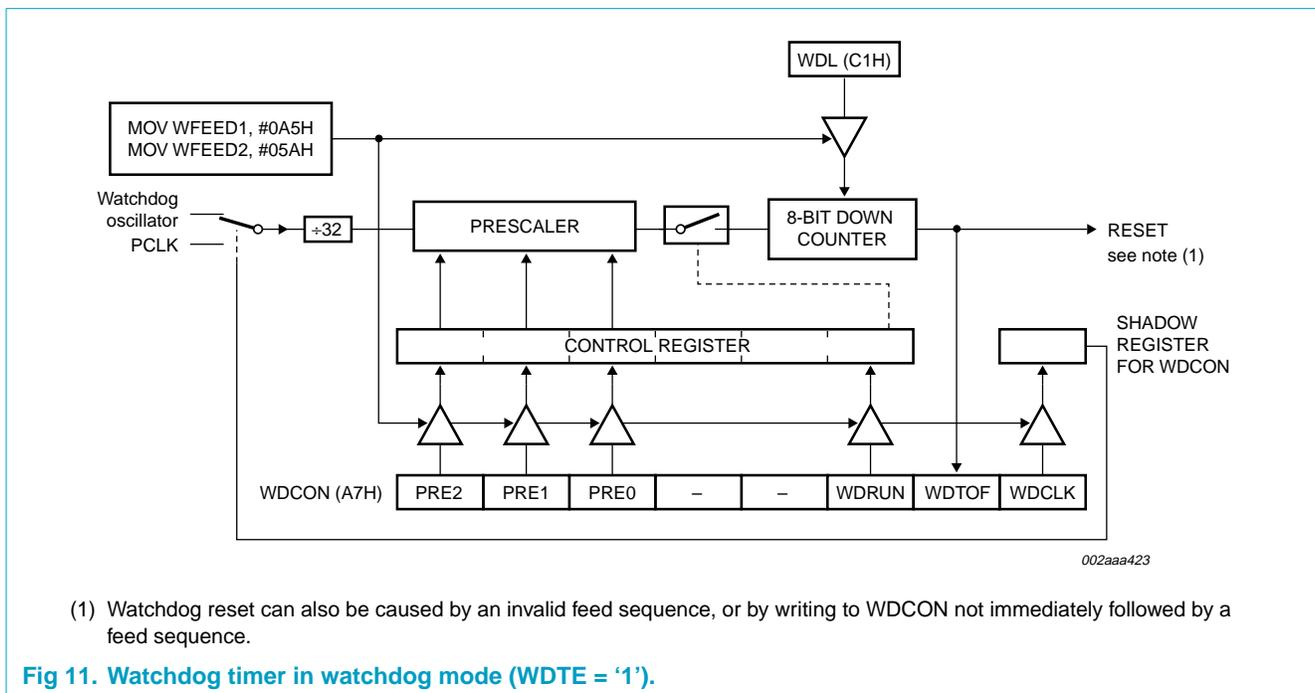 WDL (C1H)
MOV WFEED1, #0A5H
MOV WFEED2, #05AH
Watchdog
oscillator
PCLK
÷32
PRESCALER
8-BIT DOWN
COUNTER
RESET
see note (1)
CONTROL REGISTER
SHADOW
REGISTER
FOR WDCON
WDCON (A7H)
PRE2
PRE1
PRE0
–
–
WDRUN
WDTOF
WDCLK
002aaa423
(1) Watchdog reset can also be caused by an invalid feed sequence, or by writing to WDCON not immediately followed by a
feed sequence.
Fig 11. Watchdog timer in watchdog mode (WDTE = ‘1’).